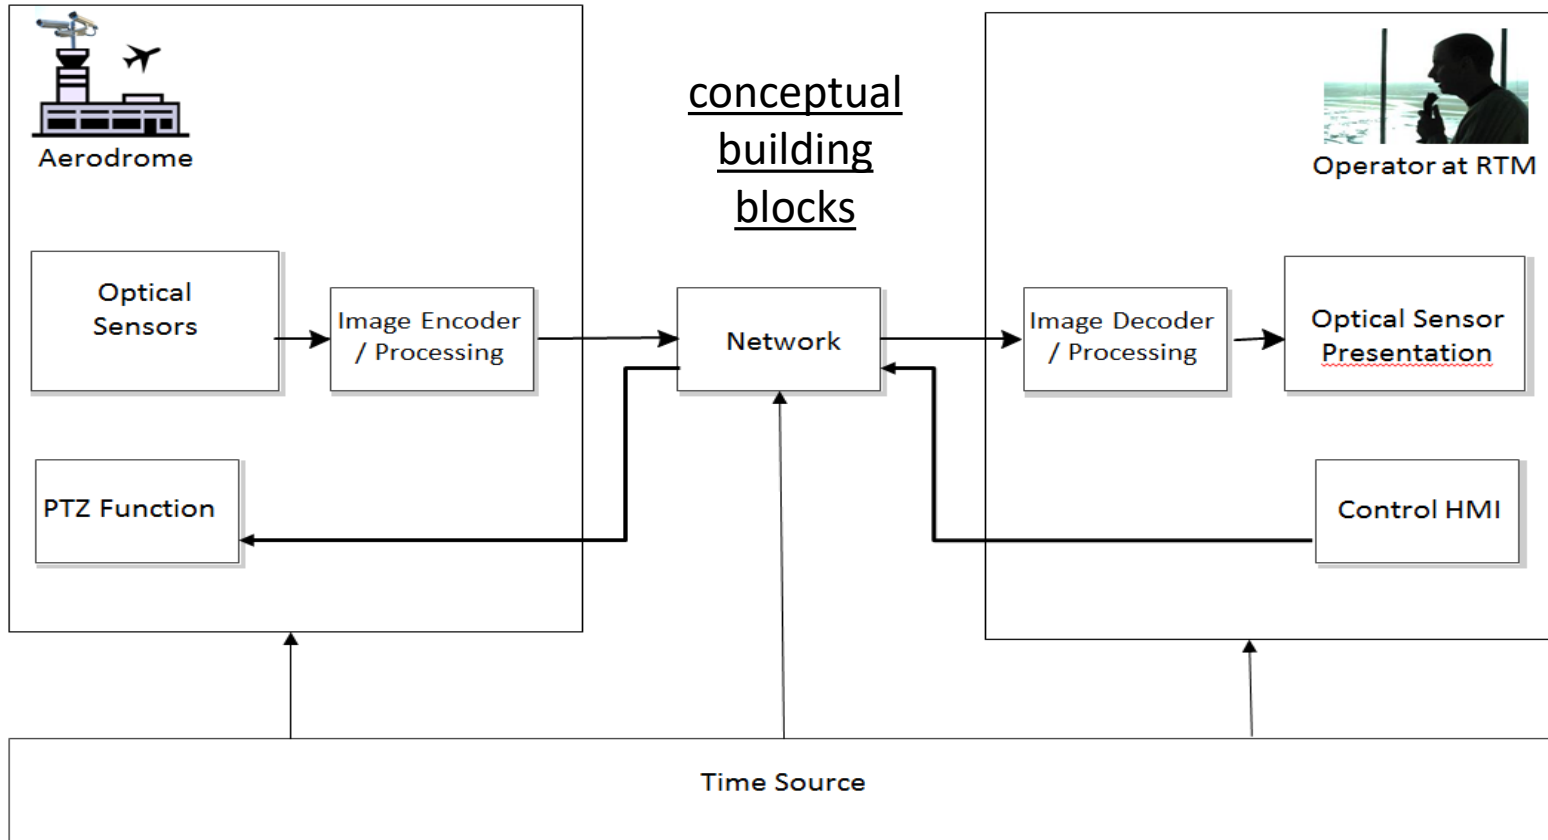 conceptual
building
blocks
Aerodrome
Operator at RTM
Optical
Sensors
Image Encoder
/ Processing
Network
Image Decoder
/ Processing
Optical Sensor
Presentation
PTZ Function
Control HMI
Time Source